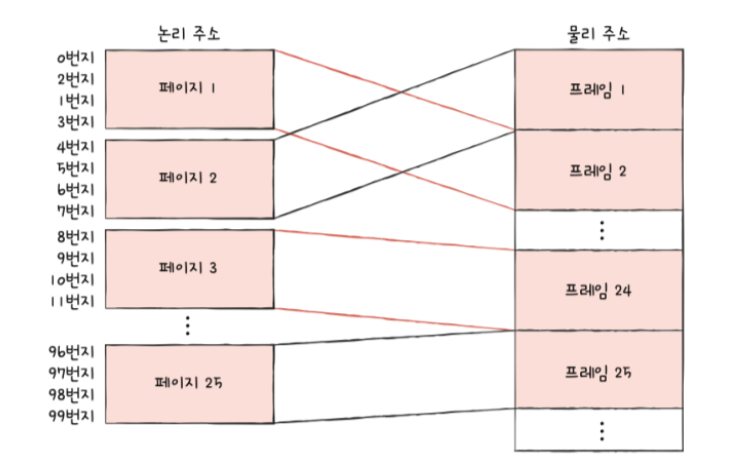 논리 주소
물리 주소
0번지
2번지
1번지
3번지
페이지 1
4번지
5번지
6번지
7번지
페이지 2
8번지
9번지
10번지
11번지
페이지 3
⋮
96번지
97번지
98번지
99번지
페이지 25
프레임 1
프레임 2
⋮
프레임 24
프레임 25
⋮